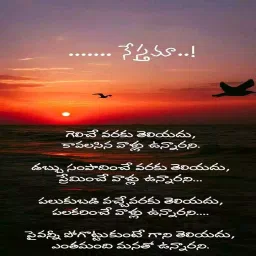 ....... నేస్తమా..!
గెలిచే వరకు తెలియదు,
కావలసిన వాళ్లు ఉన్నారని.
డబ్బు సంపాదించే వరకు తెలియదు,
ప్రేమించే వాళ్లు ఉన్నారని...
పలుకుబడి వచ్చేవరకు తెలియదు,
పలకరించే వాళ్లు ఉన్నారని....
పైవన్నీ పోగొట్టుకుంటే గాని తెలియదు,
ఎంతమంది మనతో ఉన్నారని.